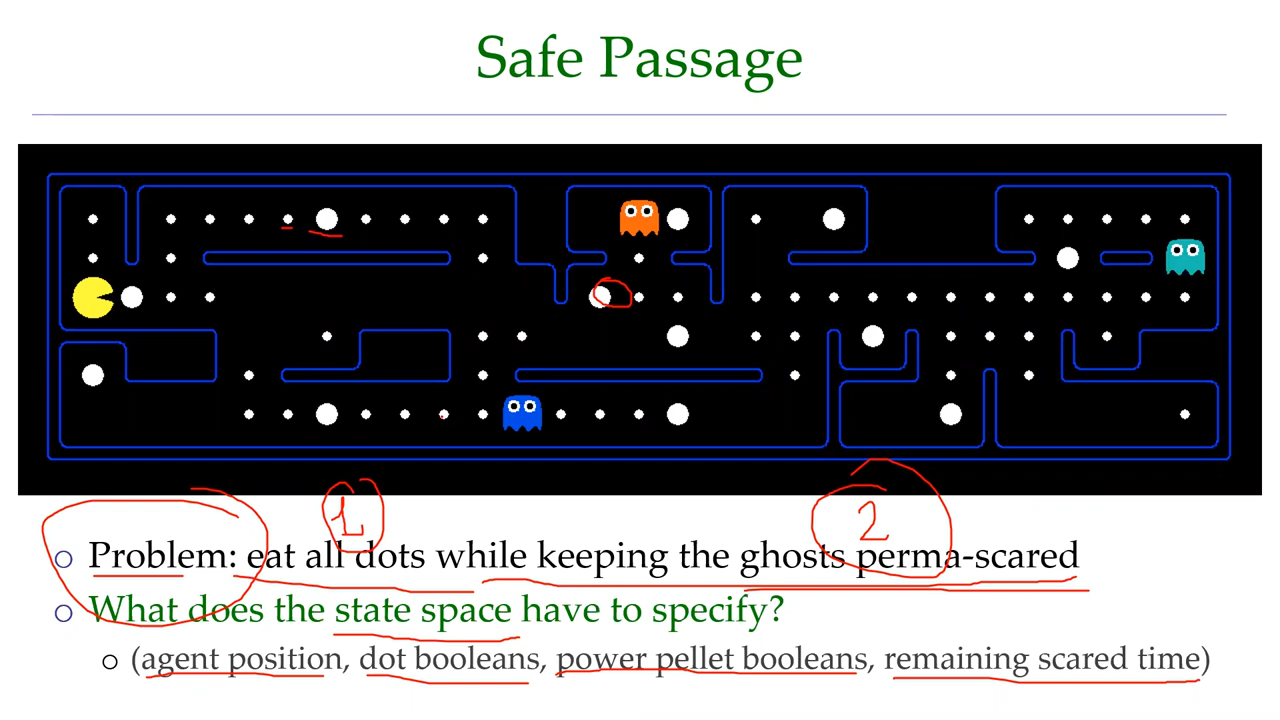 Safe Passage
1
2
Problem: eat all dots while keeping the ghosts perma-scared
What does the state space have to specify?
(agent position, dot booleans, power pellet booleans, remaining scared time)